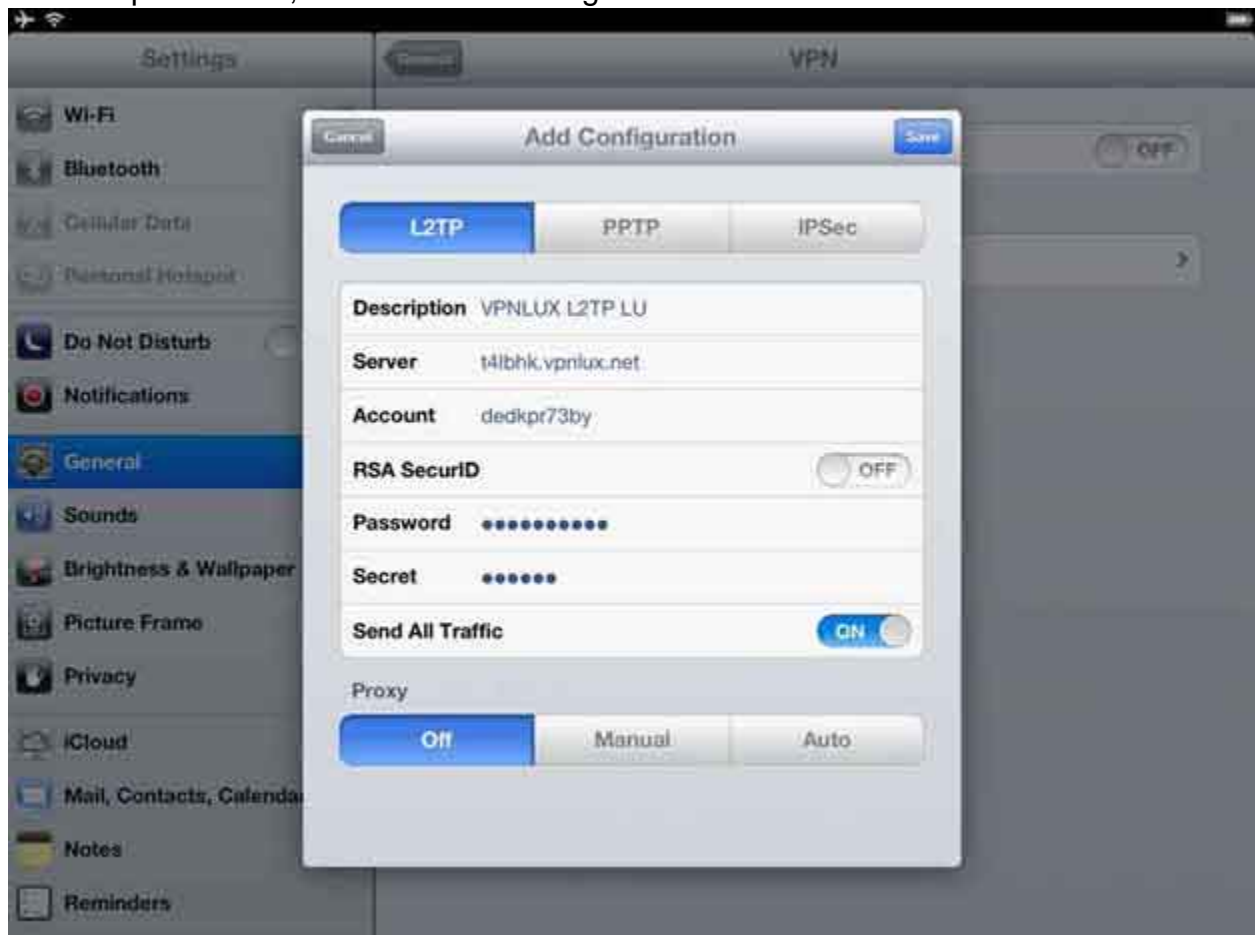 Settings
VPN
Wi-Fi
Bluetooth
Cellular Data
Personal Hotspot
Do Not Disturb
Notifications
General
Sounds
Brightness & Wallpaper
Picture Frame
Privacy
iCloud
Mail, Contacts, Calenda
Notes
Reminders
OFF
Cancel
Add Configuration
Save
L2TP PPTP IPSec
Description VPNLUX L2TP LU
Server t4lbhk.vpnlux.net
Account dedkpr73by
RSA SecurID OFF
Password ••••••••••
Secret ••••••
Send All Traffic ON
Proxy
Off Manual Auto